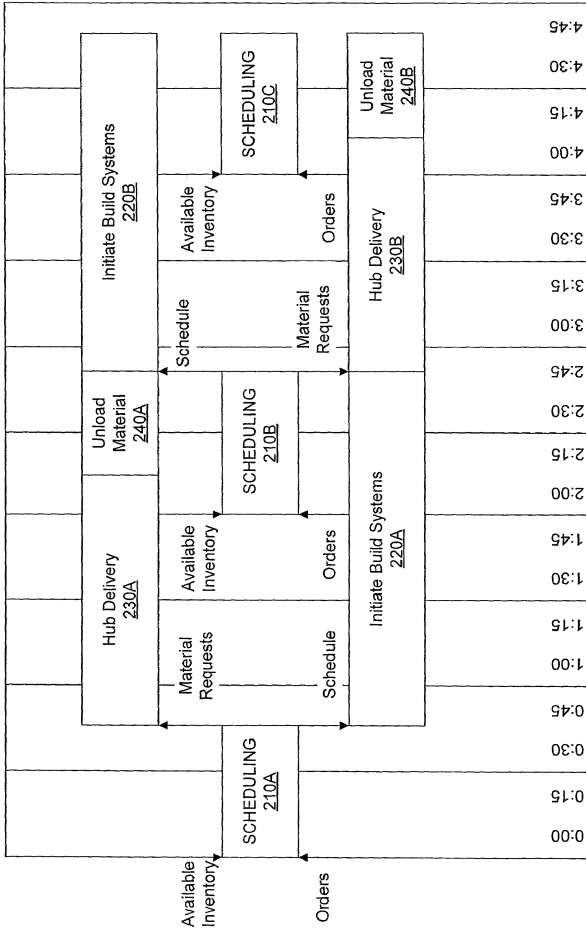 Hub Delivery
230A
Unload
Material
240A
Initiate Build Systems
220B
Available
Inventory
Material
Requests
Available
Inventory
Schedule
Available
Inventory
SCHEDULING
210A
SCHEDULING
210B
SCHEDULING
210C
Orders
Schedule
Orders
Material
Requests
Orders
Initiate Build Systems
220A
Hub Delivery
230B
Unload
Material
240B
0:00
0:15
0:30
0:45
1:00
1:15
1:30
1:45
2:00
2:15
2:30
2:45
3:00
3:15
3:30
3:45
4:00
4:15
4:30
4:45